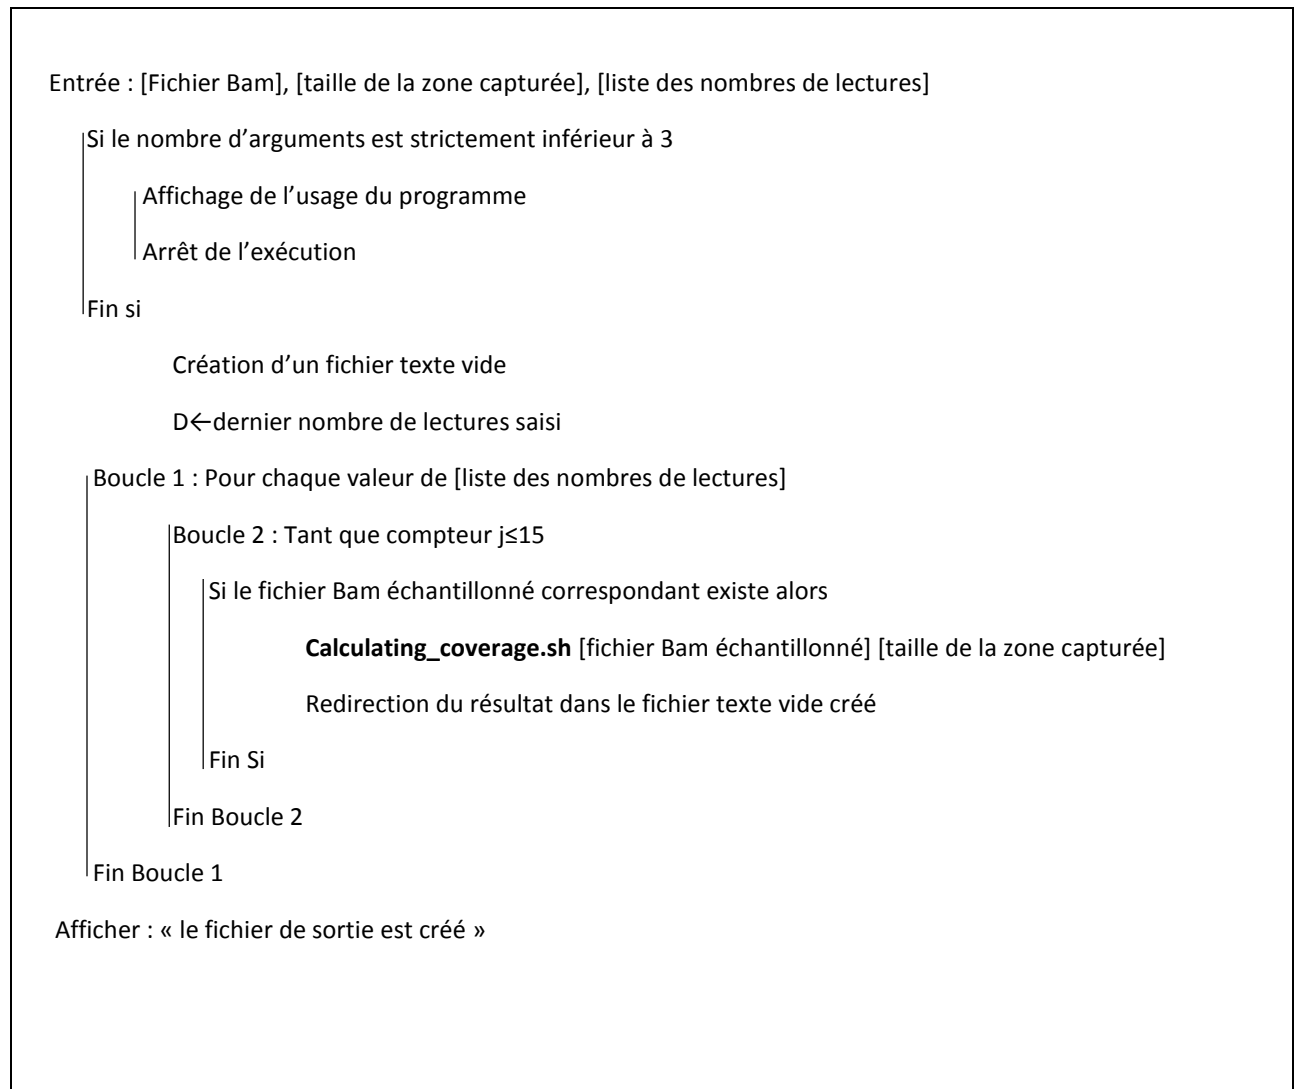 Entrée : [Fichier Bam], [taille de la zone capturée], [liste des nombres de lectures]
Si le nombre d’arguments est strictement inférieur à 3
Affichage de l’usage du programme
Arrêt de l’exécution
Fin si
Création d’un fichier texte vide
D←dernier nombre de lectures saisi
Boucle 1 : Pour chaque valeur de [liste des nombres de lectures]
Boucle 2 : Tant que compteur j≤15
Si le fichier Bam échantillonné correspondant existe alors
Calculating_coverage.sh [fichier Bam échantillonné] [taille de la zone capturée]
Redirection du résultat dans le fichier texte vide créé
Fin Si
Fin Boucle 2
Fin Boucle 1
Afficher : « le fichier de sortie est créé »